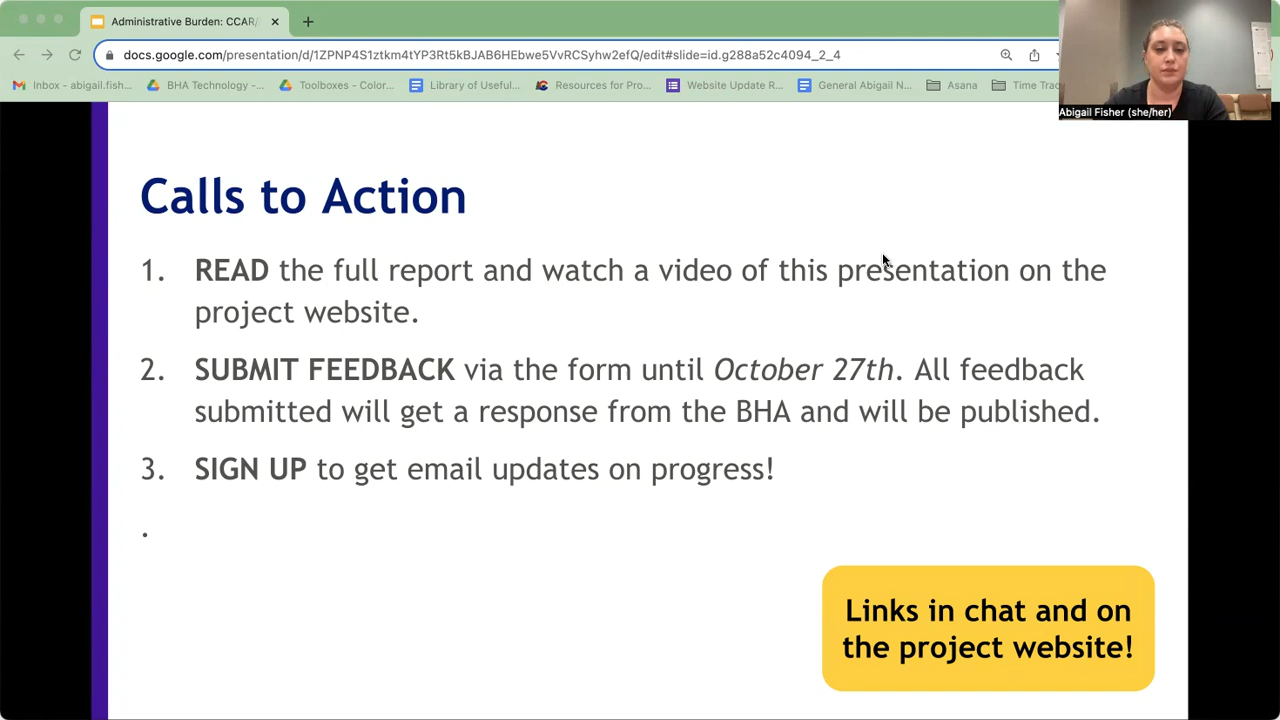 Administrative Burden: CCAR/
docs.google.com/presentation/d/1ZPNP4S1ztkm4tYP3Rt5kBJAB6HEbwe5VvRCSyhw2efQ/edit#slide=id.g288a52c4094_2_4
Inbox - abigail.fish...
BHA Technology -...
Toolboxes - Color...
Library of Useful...
Resources for Pro...
Website Update R...
General Abigail N...
Asana
Time Trac
Abigail Fisher (she/her)
Calls to Action
1. READ the full report and watch a video of this presentation on the
project website.
2. SUBMIT FEEDBACK via the form until October 27th. All feedback
submitted will get a response from the BHA and will be published.
3. SIGN UP to get email updates on progress!
.
Links in chat and on
the project website!